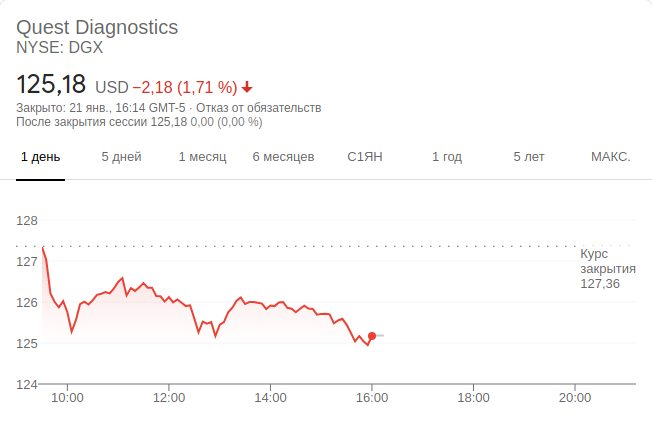 Quest Diagnostics
NYSE: DGX
125,18 USD −2,18 (1,71 %)
Закрыто: 21 янв., 16:14 GMT-5 · Отказ от обязательств
После закрытия сессии 125,18 0,00 (0,00 %)
1 день 5 дней 1 месяц 6 месяцев С1ЯН 1 год 5 лет МАКС.
128
127
126
125
124
Курс
закрытия
127,36
10:00 12:00 14:00 16:00 18:00 20:00